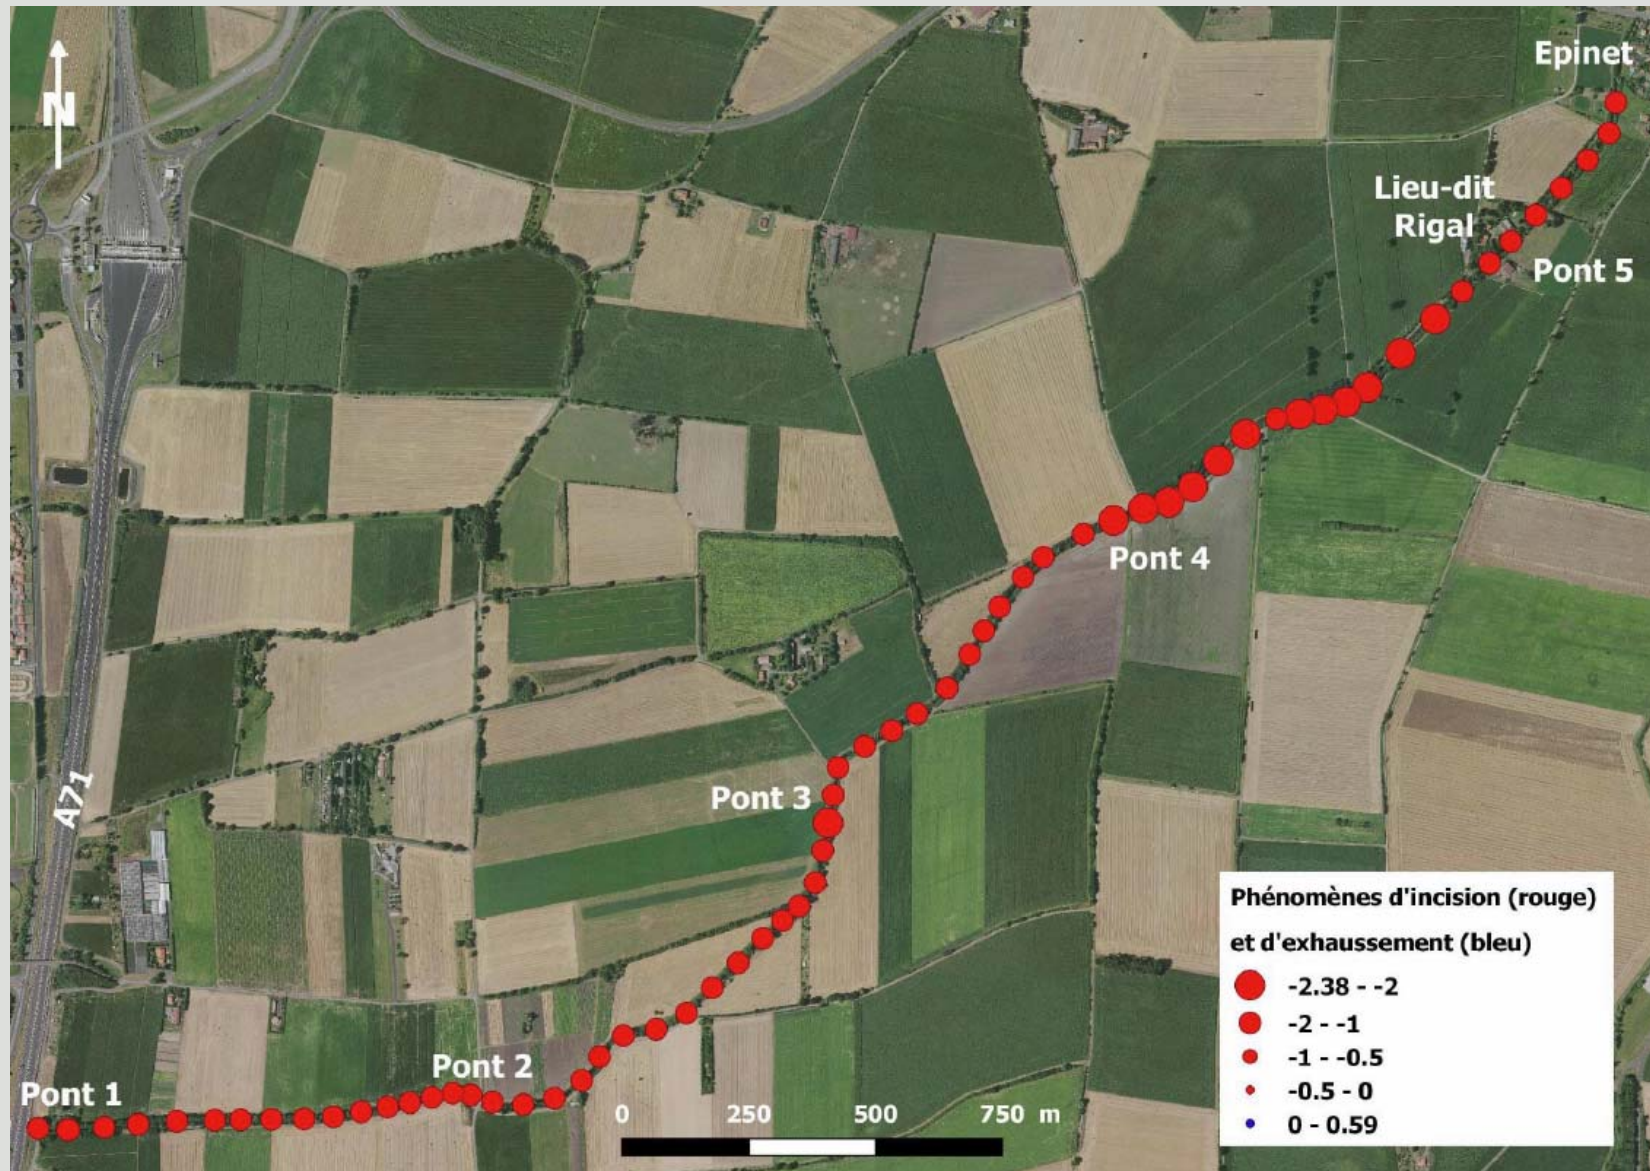 Epinet
N
Lieu-dit
Rigal
Pont 5
Pont 4
A71
Pont 3
Pont 2
Pont 1
0 250 500 750 m
Phénomènes d'incision (rouge)
et d'exhaussement (bleu)
-2.38 - -2
-2 - -1
-1 - -0.5
-0.5 - 0
0 - 0.59